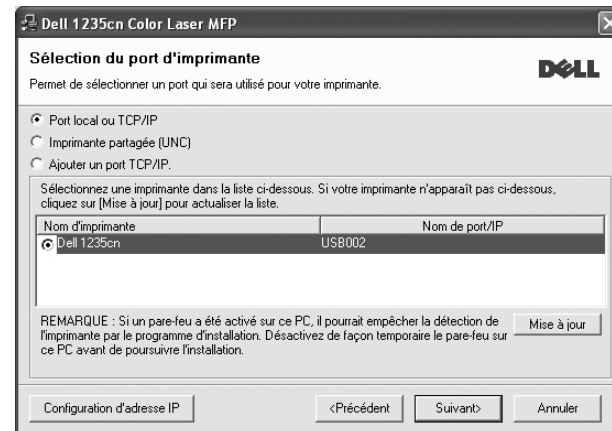 Dell 1235cn Color Laser MFP
Sélection du port d'imprimante
Permet de sélectionner un port qui sera utilisé pour votre imprimante.
DELL
Port local ou TCP/IP
Imprimante partagée (UNC)
Ajouter un port TCP/IP.
Sélectionnez une imprimante dans la liste ci-dessous. Si votre imprimante n'apparaît pas ci-dessous,
cliquez sur [Mise à jour] pour actualiser la liste.
Nom d'imprimante Nom de port/IP
Dell 1235cn USB002
REMARQUE : Si un pare-feu a été activé sur ce PC, il pourrait empêcher la détection de
l'imprimante par le programme d'installation. Désactivez de façon temporaire le pare-feu sur
ce PC avant de poursuivre l'installation.
Mise à jour
Configuration d'adresse IP <Précédent Suivant> Annuler